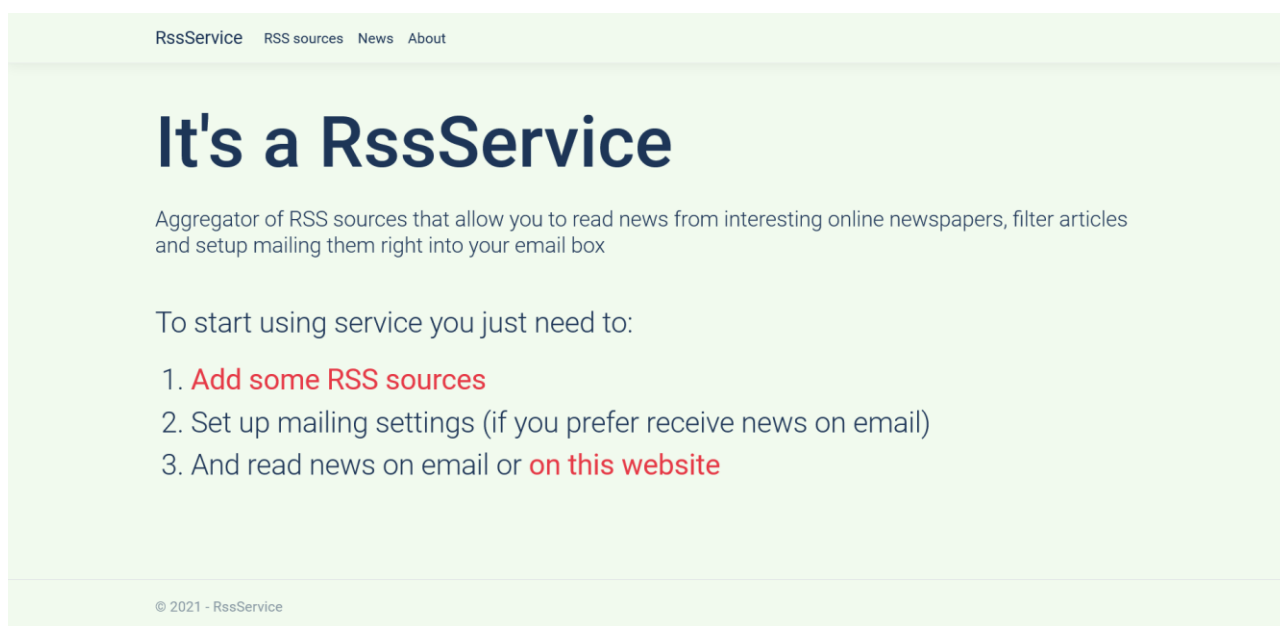 RssService RSS sources News About
It's a RssService
Aggregator of RSS sources that allow you to read news from interesting online newspapers, filter articles
and setup mailing them right into your email box
To start using service you just need to:
1. Add some RSS sources
2. Set up mailing settings (if you prefer receive news on email)
3. And read news on email or on this website
© 2021 - RssService